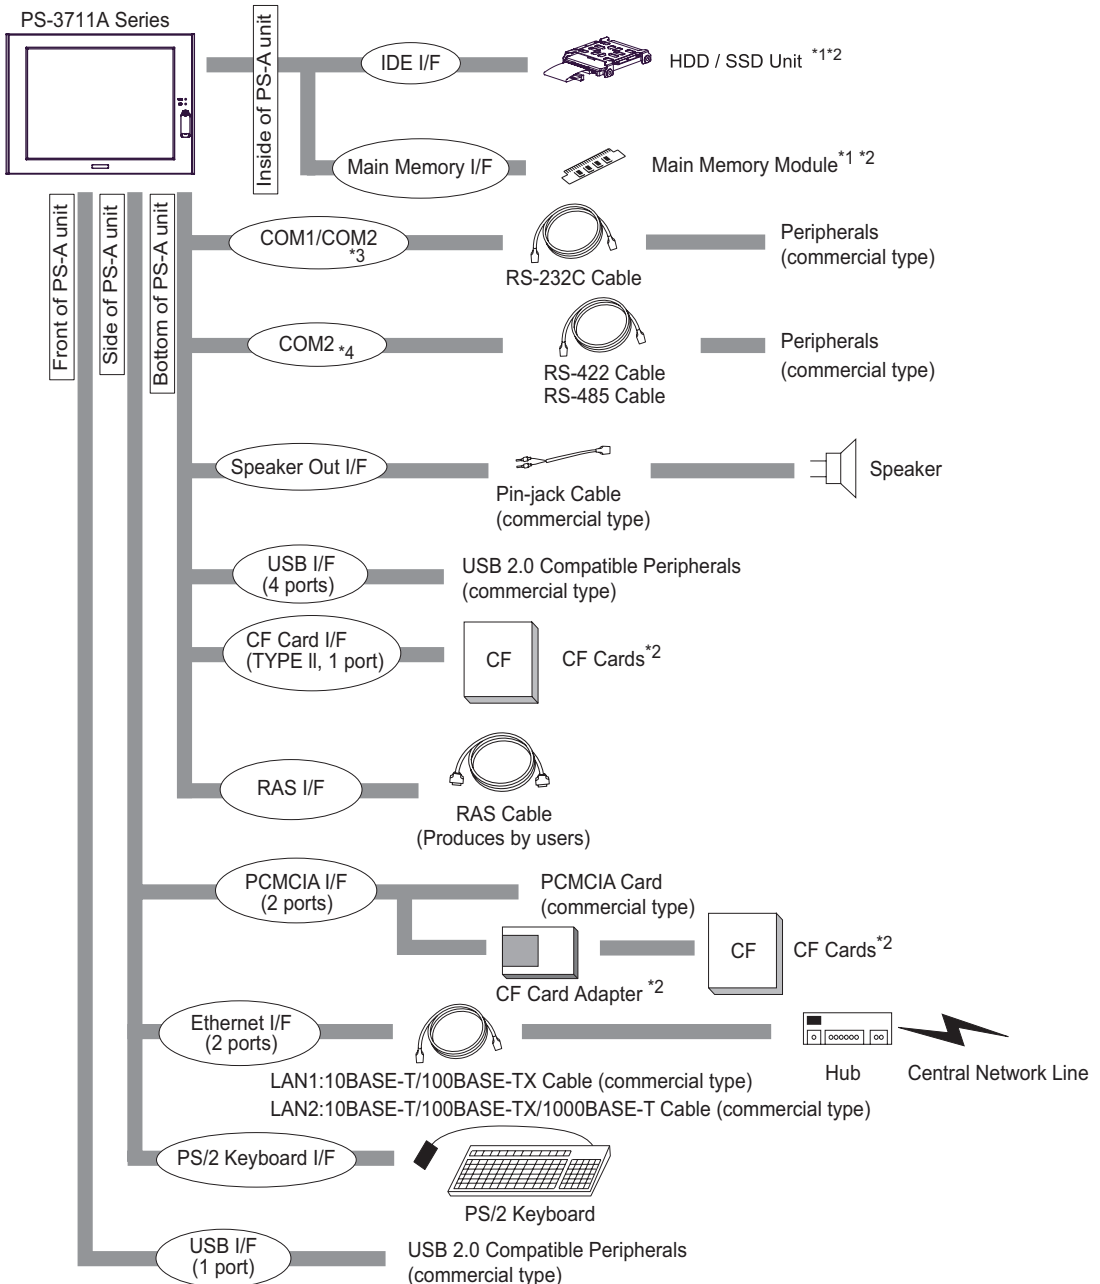 PS-3711A Series
Inside of PS-A unit
IDE I/F
HDD / SSD Unit *1*2
Main Memory I/F
Main Memory Module*1 *2
Front of PS-A unit
Side of PS-A unit
Bottom of PS-A unit
COM1/COM2
*3
RS-232C Cable
Peripherals
(commercial type)
COM2 *4
RS-422 Cable
RS-485 Cable
Peripherals
(commercial type)
Speaker Out I/F
Pin-jack Cable
(commercial type)
Speaker
USB I/F
(4 ports)
USB 2.0 Compatible Peripherals
(commercial type)
CF Card I/F
(TYPE II, 1 port)
CF
CF Cards*2
RAS I/F
RAS Cable
(Produces by users)
PCMCIA I/F
(2 ports)
PCMCIA Card
(commercial type)
CF Card Adapter *2
CF
CF Cards*2
Ethernet I/F
(2 ports)
Hub
Central Network Line
LAN1:10BASE-T/100BASE-TX Cable (commercial type)
LAN2:10BASE-T/100BASE-TX/1000BASE-T Cable (commercial type)
PS/2 Keyboard I/F
PS/2 Keyboard
USB I/F
(1 port)
USB 2.0 Compatible Peripherals
(commercial type)